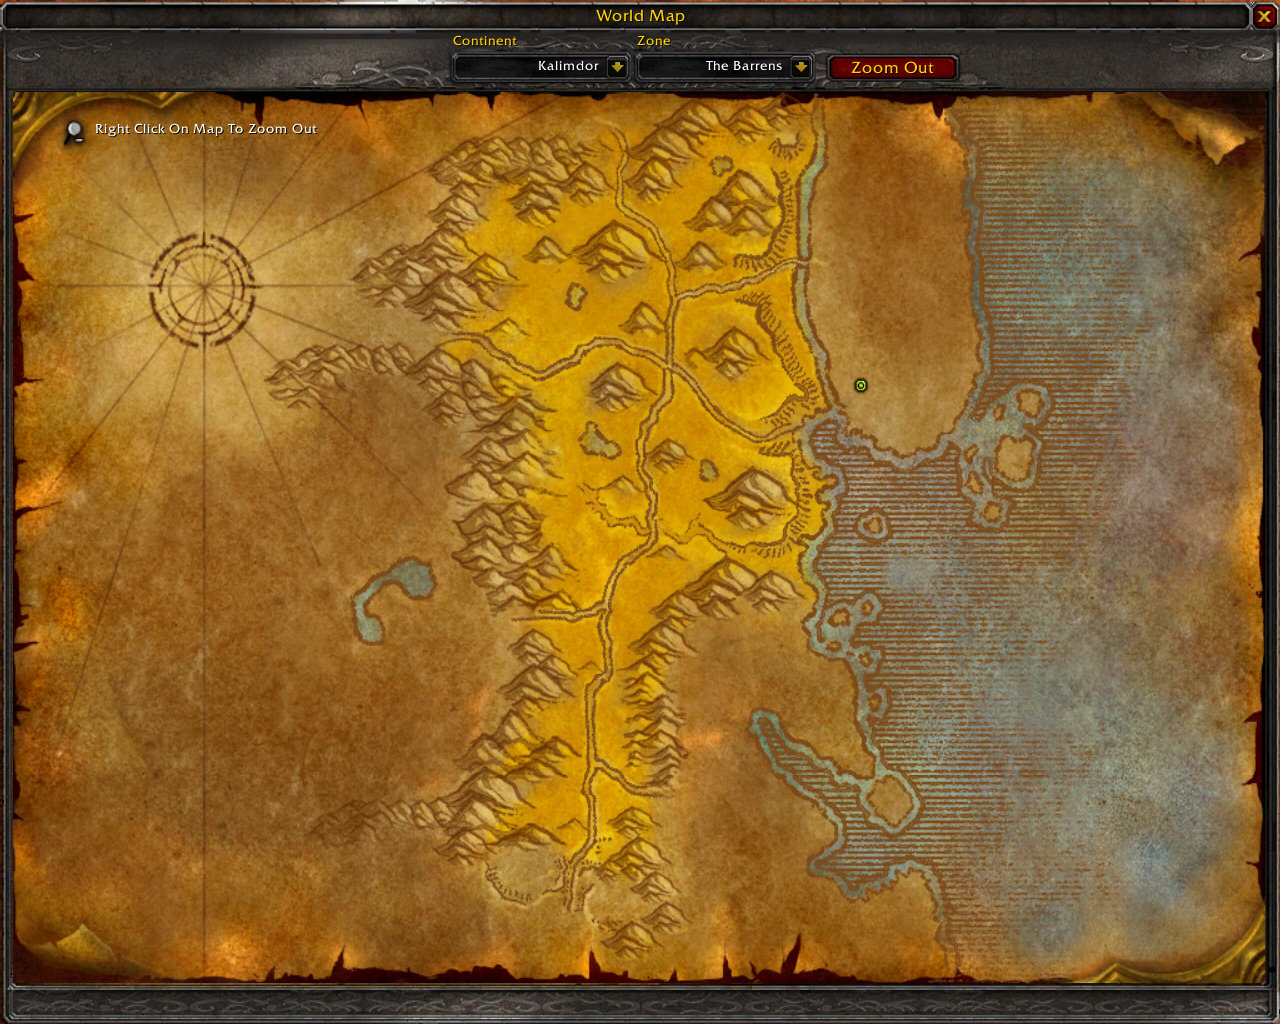 World Map
Continent
Zone
Kalimdor
The Barrens
Zoom Out
Right Click On Map To Zoom Out